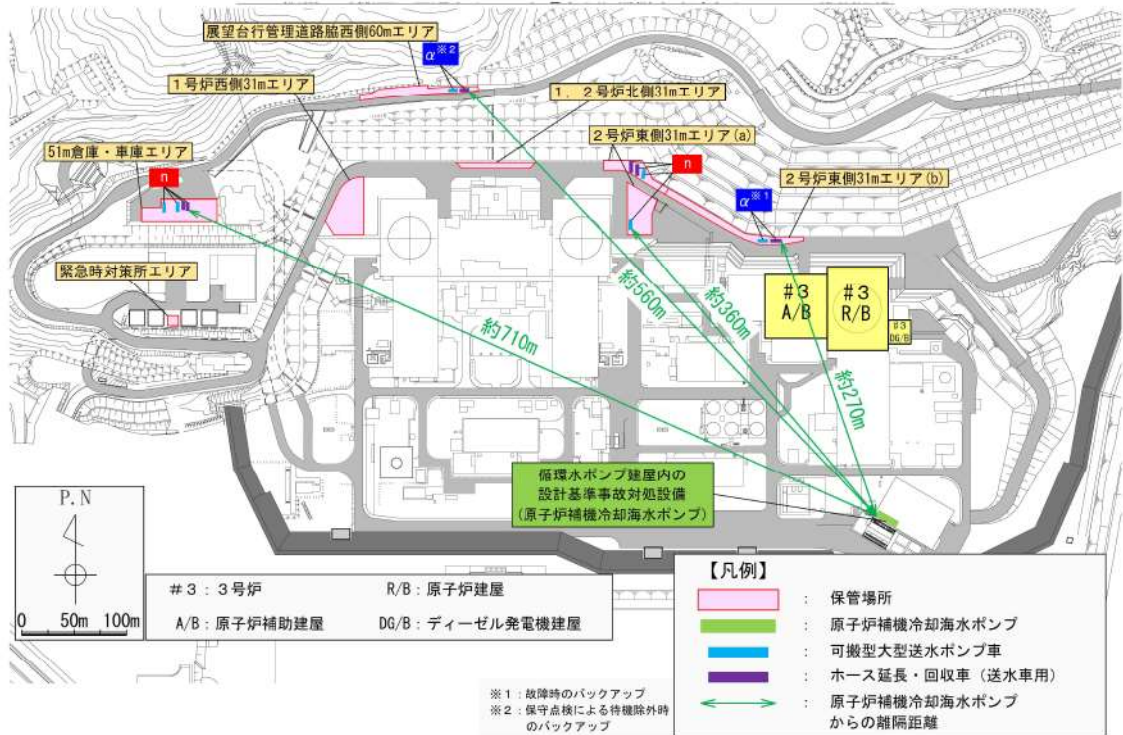 展望台行管理道路脇西側60mエリア
α※2
1号炉西側31mエリア
1,2号炉北側31mエリア
2号炉東側31mエリア(a)
51m倉庫・車庫エリア
n
n
α※1
2号炉東側31mエリア(b)
緊急時対策所エリア
#3
A/B
#3
R/B
#3
DG/B
約560m
約360m
約710m
約270m
循環水ポンプ建屋内の
設計基準事故対処設備
(原子炉補機冷却海水ポンプ)
P.N
0 50m 100m
#3:3号炉 R/B:原子炉建屋
A/B:原子炉補助建屋 DG/B:ディーゼル発電機建屋
【凡例】
: 保管場所
: 原子炉補機冷却海水ポンプ
: 可搬型大型送水ポンプ車
: ホース延長・回収車(送水車用)
: 原子炉補機冷却海水ポンプ
からの離隔距離
※1:故障時のバックアップ
※2:保守点検による待機除外時
のバックアップ